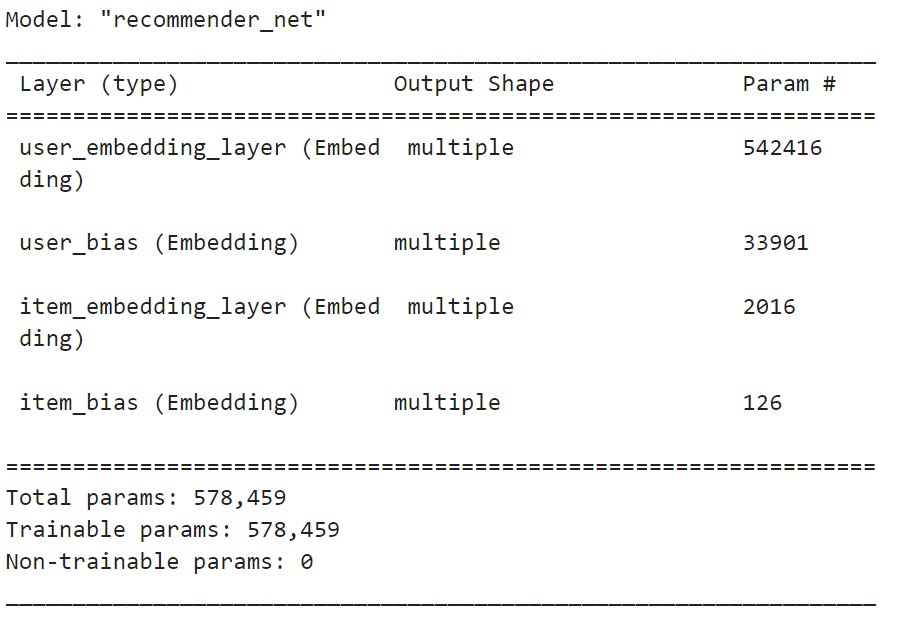 Model: "recommender_net"
_________________________________________________________________
Layer (type) Output Shape Param #
=================================================================
user_embedding_layer (Embed multiple 542416
ding)
user_bias (Embedding) multiple 33901
item_embedding_layer (Embed multiple 2016
ding)
item_bias (Embedding) multiple 126
=================================================================
Total params: 578,459
Trainable params: 578,459
Non-trainable params: 0
_________________________________________________________________